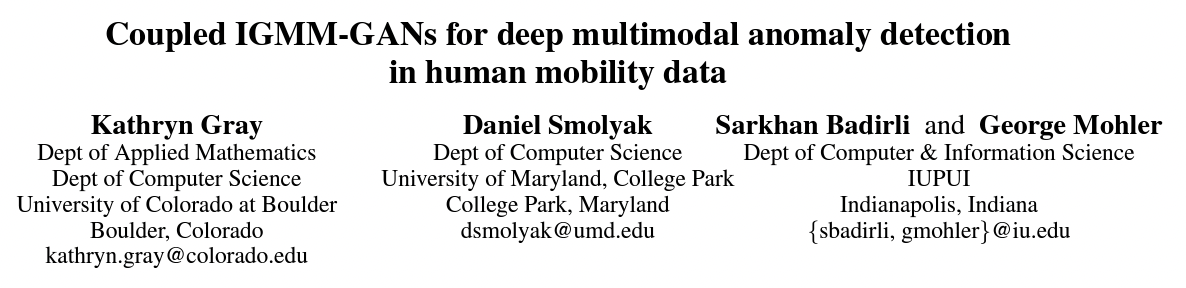 Coupled IGMM-GANs for deep multimodal anomaly detection
in human mobility data
Kathryn Gray
Dept of Applied Mathematics
Dept of Computer Science
University of Colorado at Boulder
Boulder, Colorado
kathryn.gray@colorado.edu
Daniel Smolyak
Dept of Computer Science
University of Maryland, College Park
College Park, Maryland
dsmolyak@umd.edu
Sarkhan Badirli and George Mohler
Dept of Computer & Information Science
IUPUI
Indianapolis, Indiana
{sbadirli, gmohler}@iu.edu